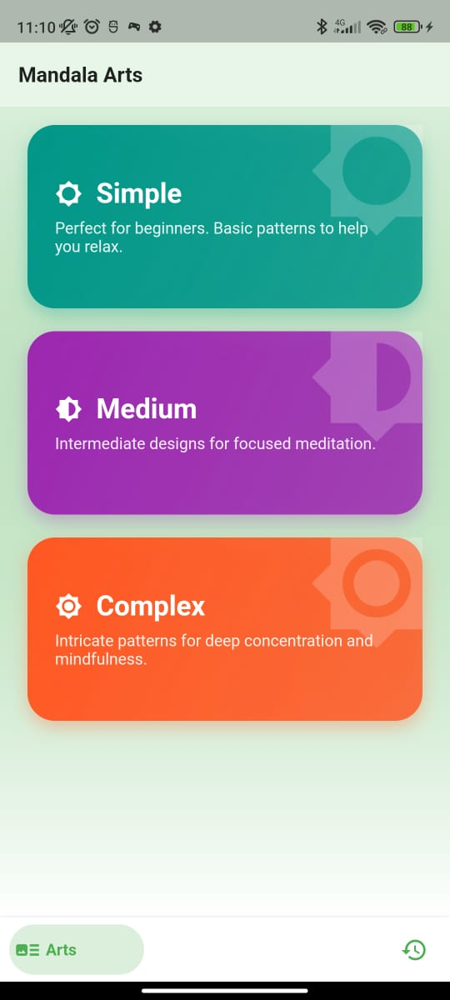 11:10
4G
88
Mandala Arts
Simple
Perfect for beginners. Basic patterns to help
you relax.
Medium
Intermediate designs for focused meditation.
Complex
Intricate patterns for deep concentration and
mindfulness.
Arts